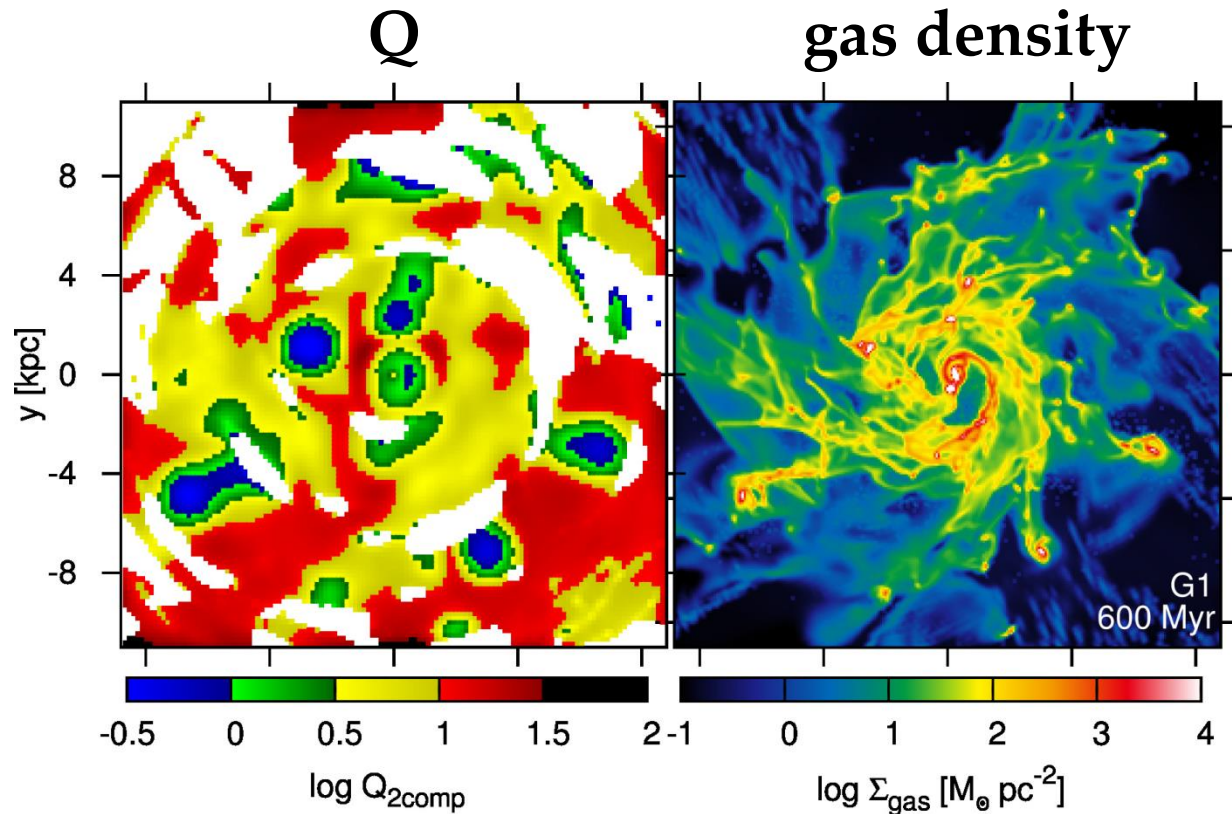 Q
gas density
8
4
0
-4
-8
y [kpc]
G1
600 Myr
-0.5 0 0.5 1 1.5 2
-1 0 1 2 3 4
log Q2comp
log Σgas [M⊙ pc-2]